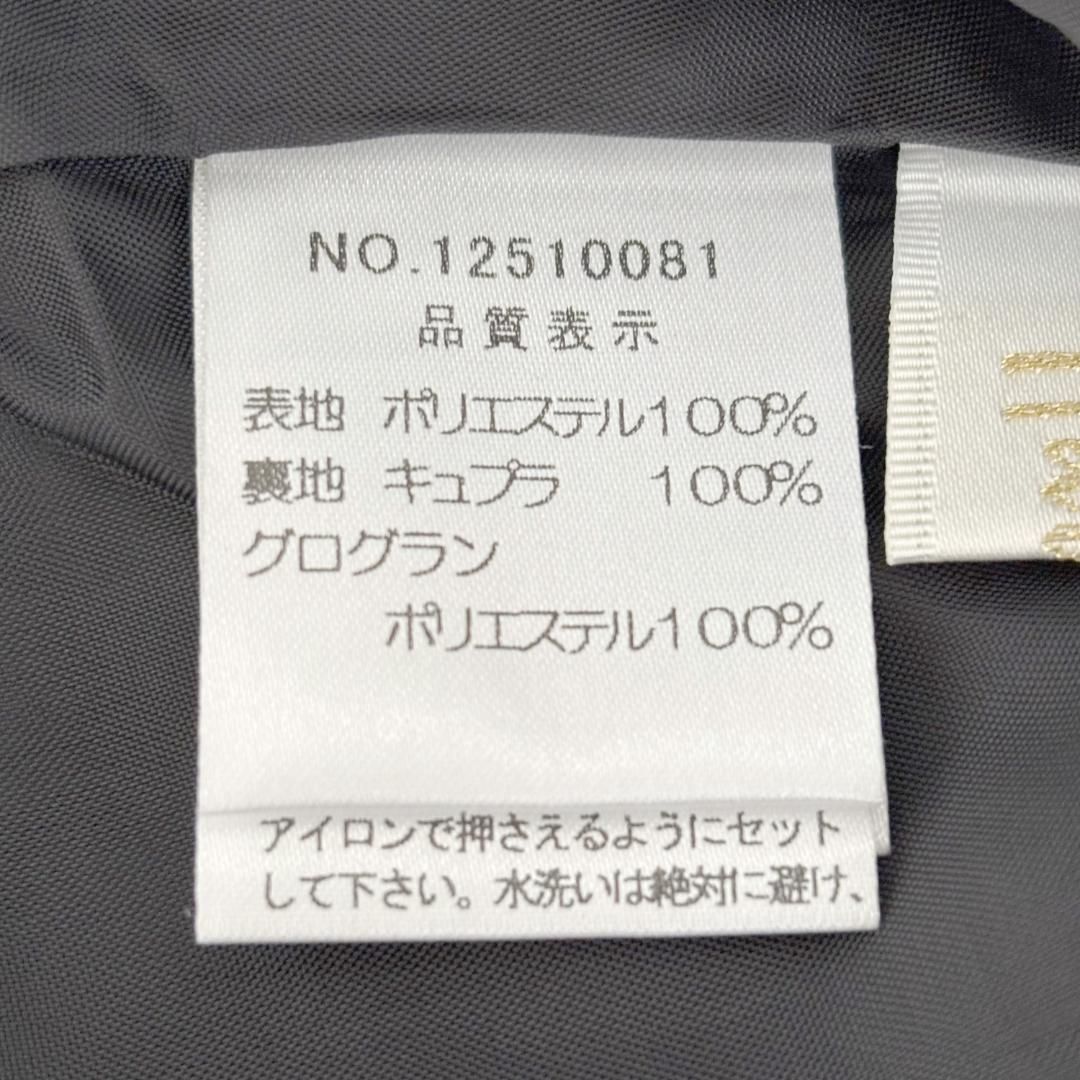 NO.12510081
品質表示
表地 ポリエステル100%
裏地 キュプラ 100%
グログラン
ポリエステル100%
アイロンで押さえるようにセット
して下さい。水洗いは絶対に避け、